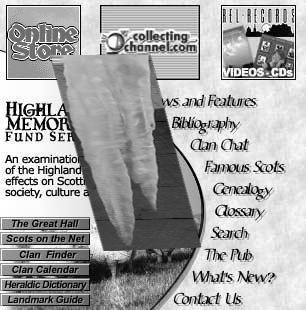 Online
Store
collecting
channel.com
REL-RECORDS
VIDEOS-CDs
HIGHLA
MEMOR
FUND SER
An examination
of the Highland
effects on Scott
society, culture a
ws and Features
Bibliography
Clan Chat
Famous Scots
Genealogy
Glossary
Search
The Pub
What's New?
Contact Us
The Great Hall
Scots on the Net
Clan Finder
Clan Calendar
Heraldic Dictionary
Landmark Guide